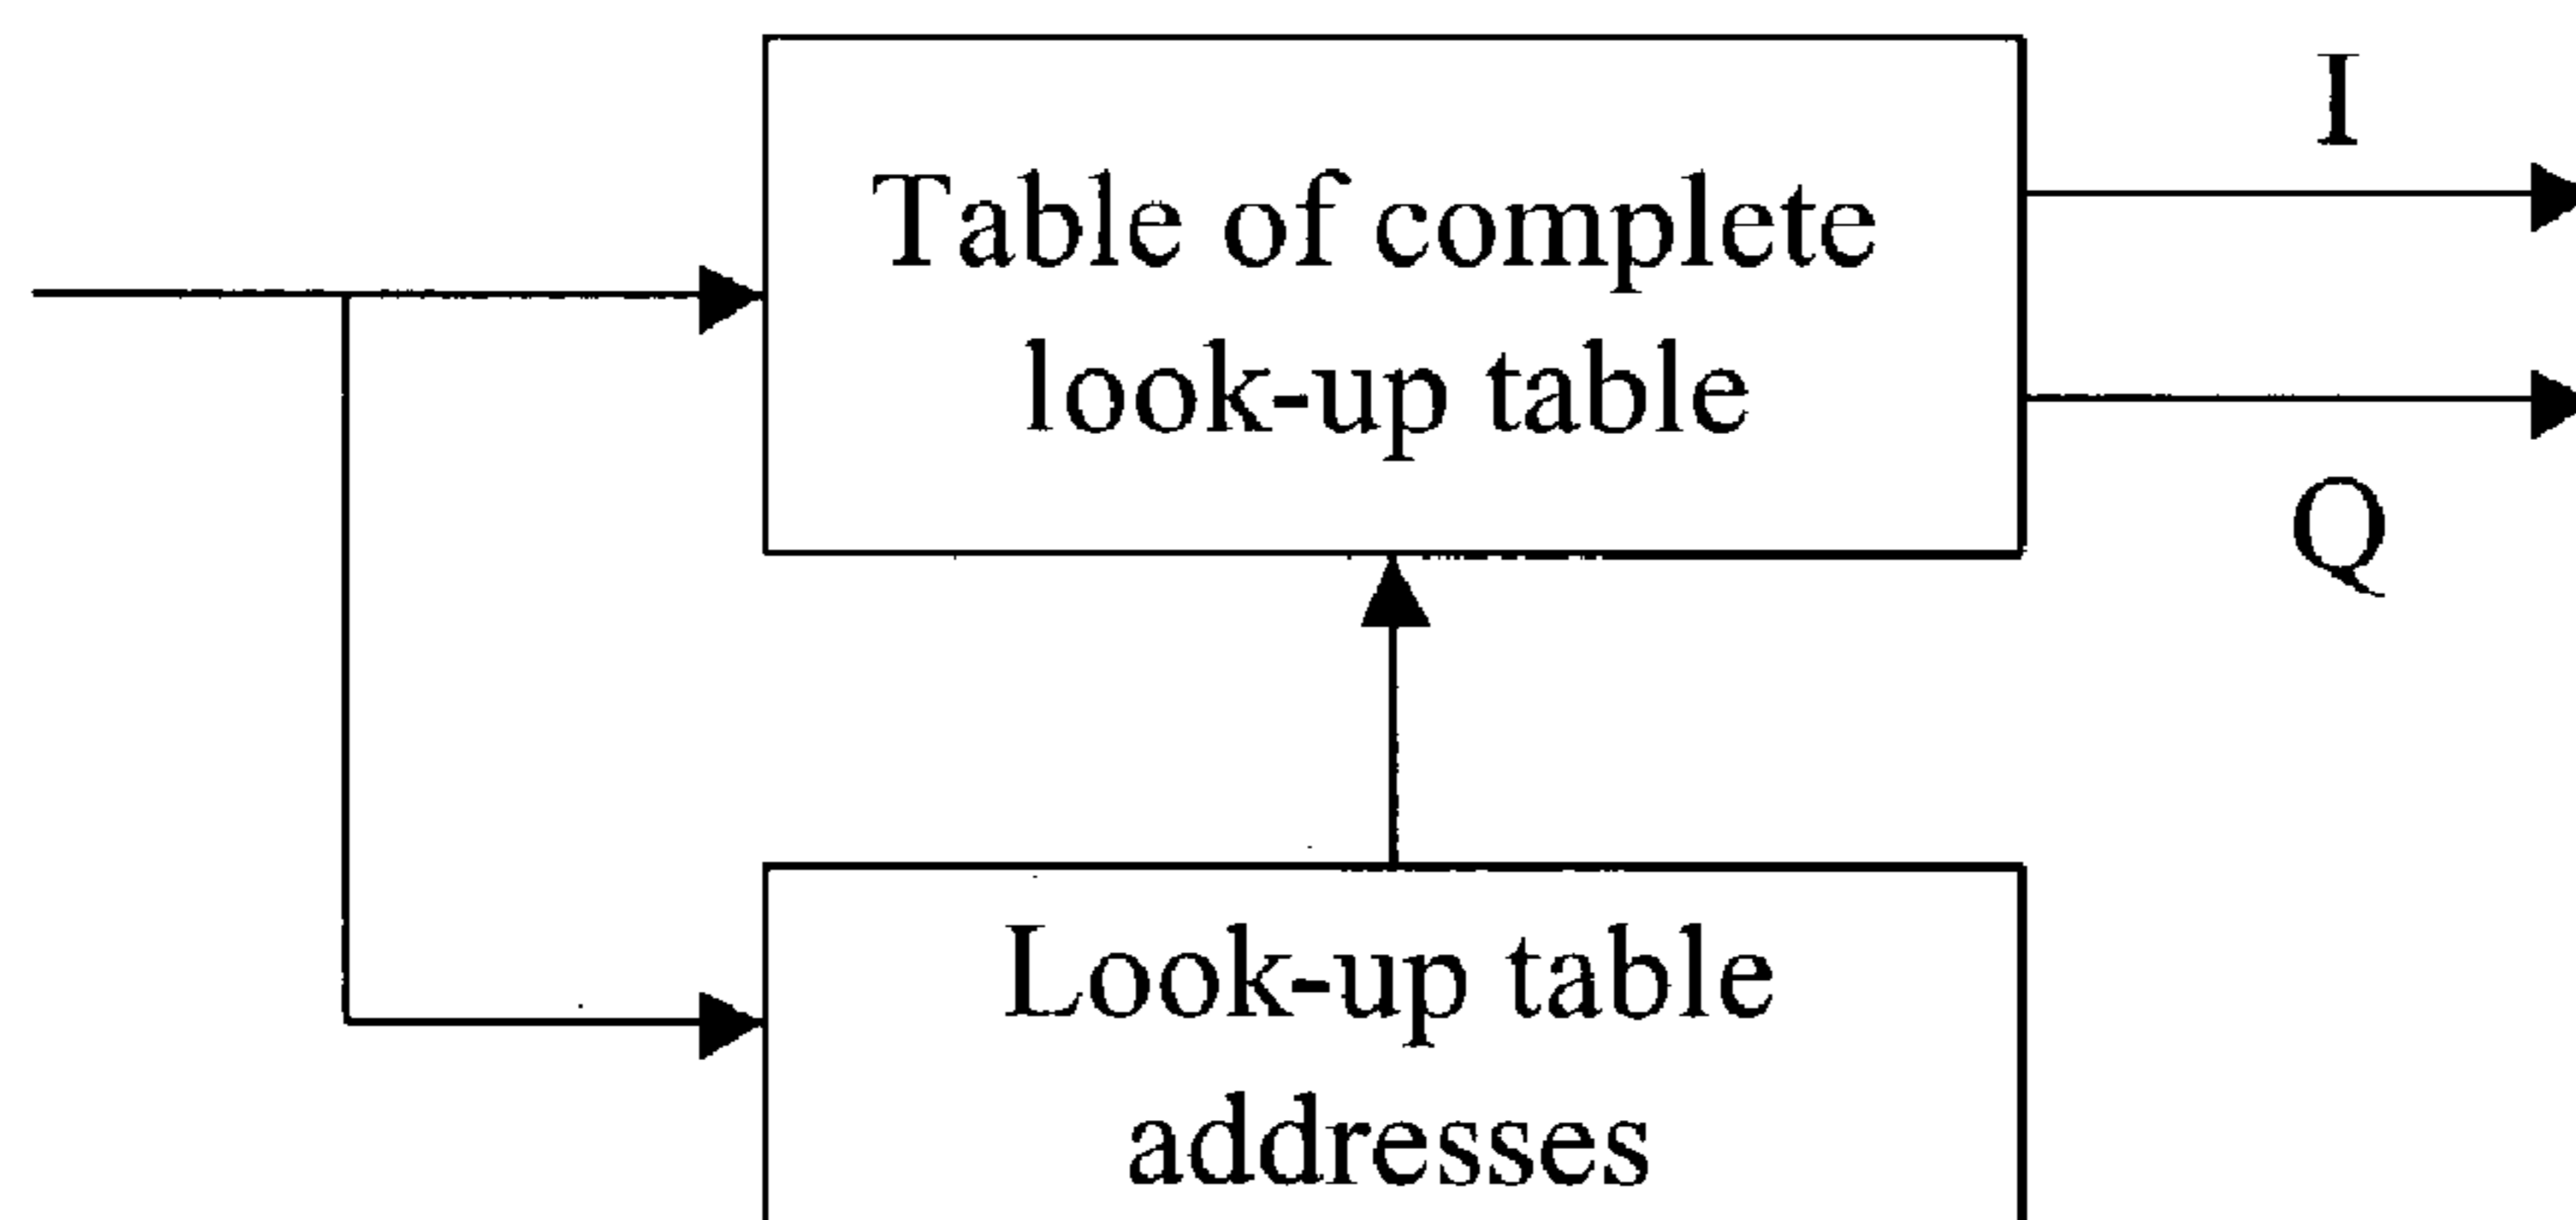 I
Table of complete
look-up table
Q
Look-up table
addresses